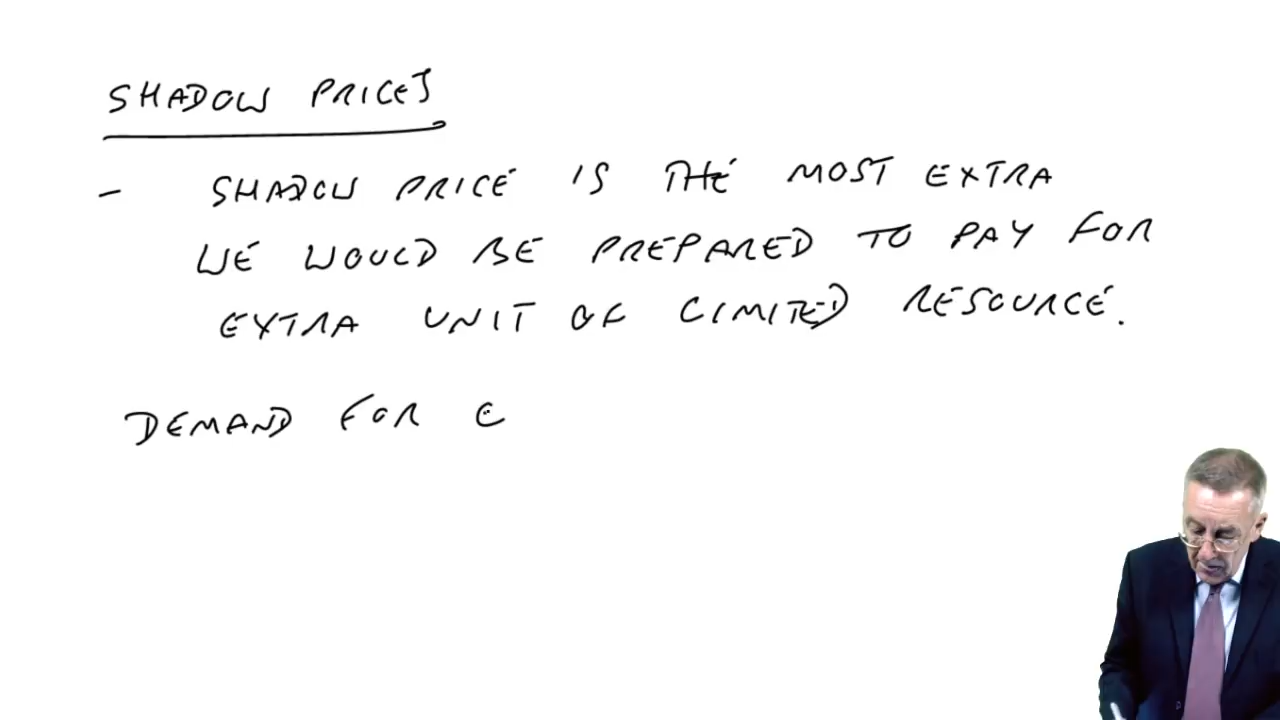 SHADOW PRICES
- SHADOW PRICE IS THE MOST EXTRA
WE WOULD BE PREPARED TO PAY FOR
EXTRA UNIT OF LIMITED RESOURCE.
DEMAND FOR E